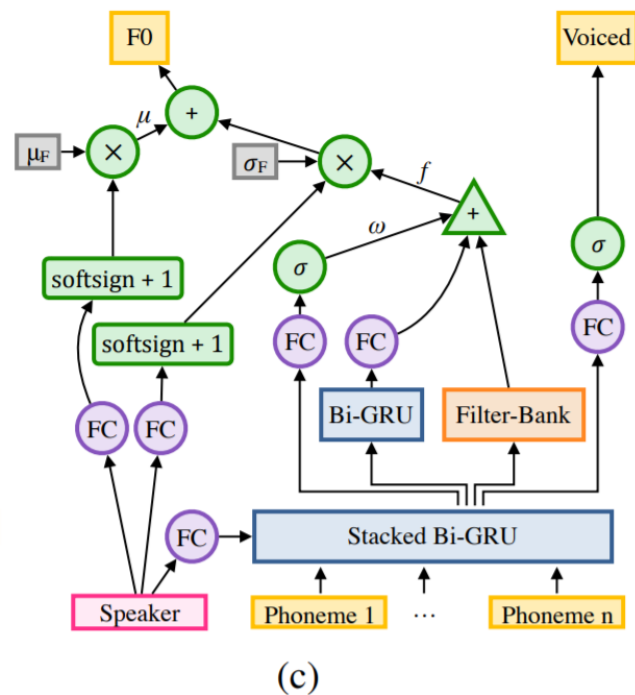 F0
Voiced
μ
+
μF
×
σF
×
f
+
ω
σ
σ
softsign + 1
softsign + 1
FC
FC
FC
FC
FC
Bi-GRU
Filter-Bank
FC
Stacked Bi-GRU
Speaker
Phoneme 1
...
Phoneme n
(c)